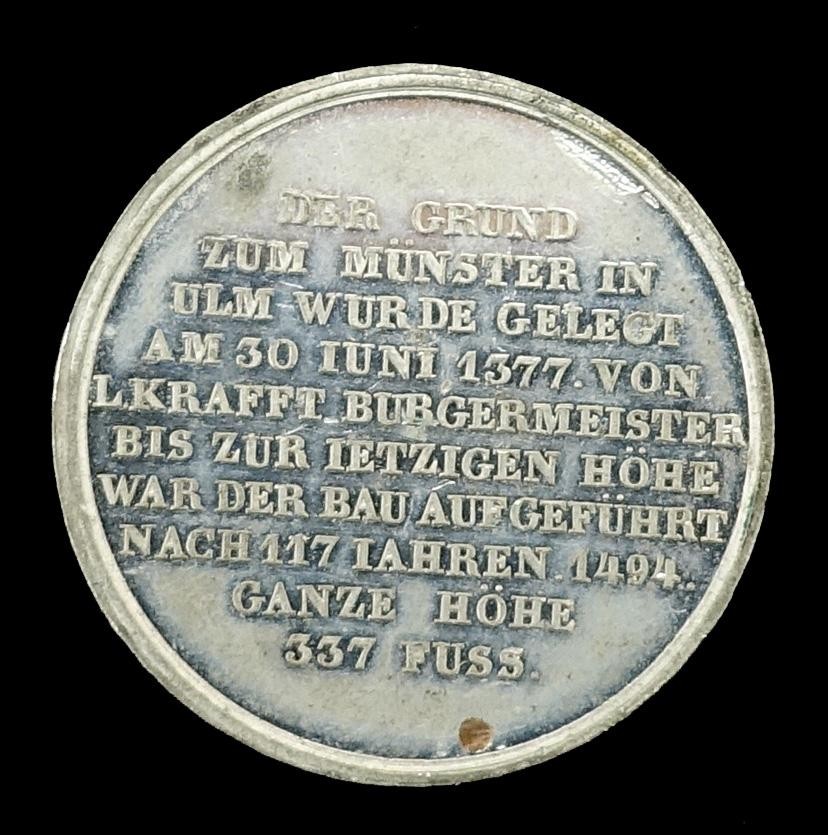 DER GRUND
ZUM MÜNSTER IN
ULM WURDE GELEGT
AM 30 IUNI 1377. VON
LKRAFFT BURGERMEISTER
BIS ZUR IETZIGEN HÖHE
WAR DER BAU AUFGEFÜHRT
NACH 117 IAHREN. 1494.
GANZE HÖHE
337 FUSS.